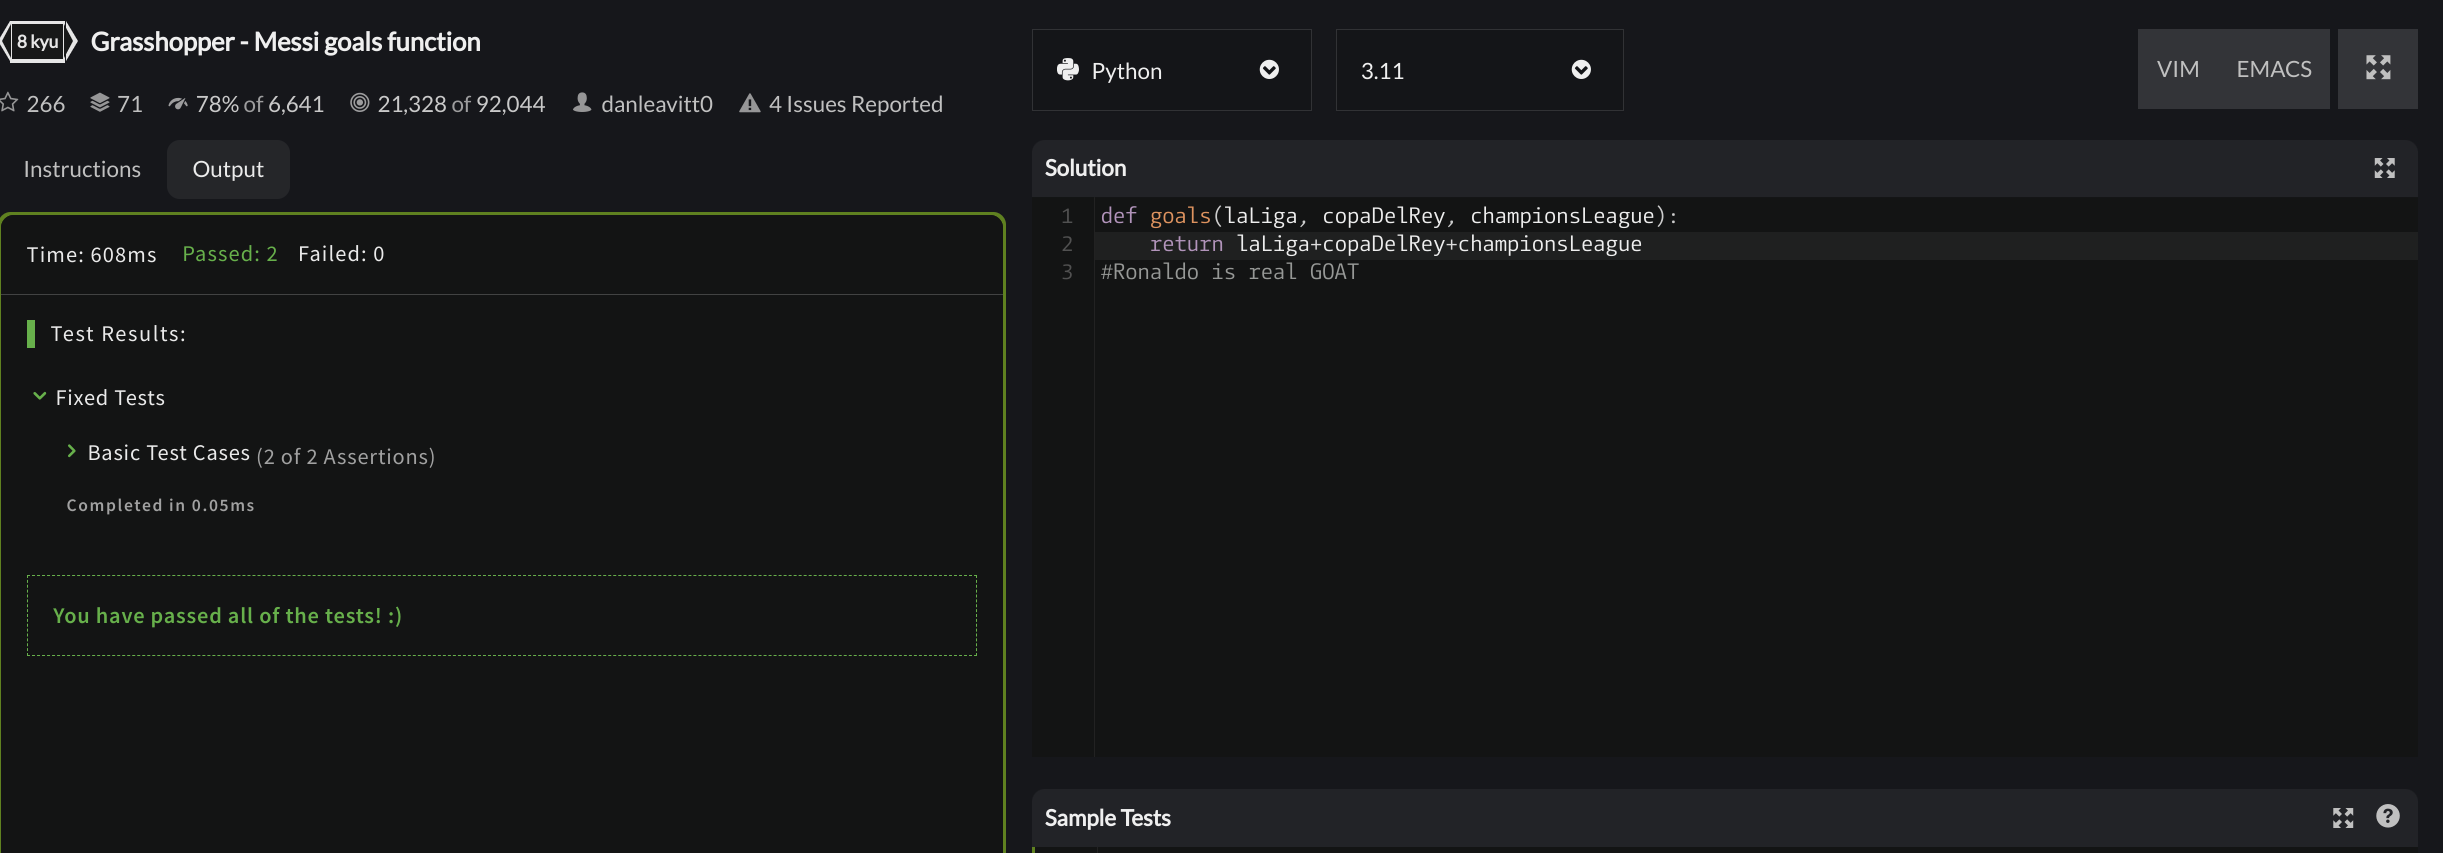 8 kyu Grasshopper - Messi goals function
266 71 78% of 6,641 21,328 of 92,044 danleavitt0 4 Issues Reported
Instructions Output
Time: 608ms Passed: 2 Failed: 0
Test Results:
Fixed Tests
Basic Test Cases (2 of 2 Assertions)
Completed in 0.05ms
You have passed all of the tests! :)
Python 3.11 VIM EMACS
Solution
1 def goals(laLiga, copaDelRey, championsLeague):
2 return laLiga+copaDelRey+championsLeague
3 #Ronaldo is real GOAT
Sample Tests ?